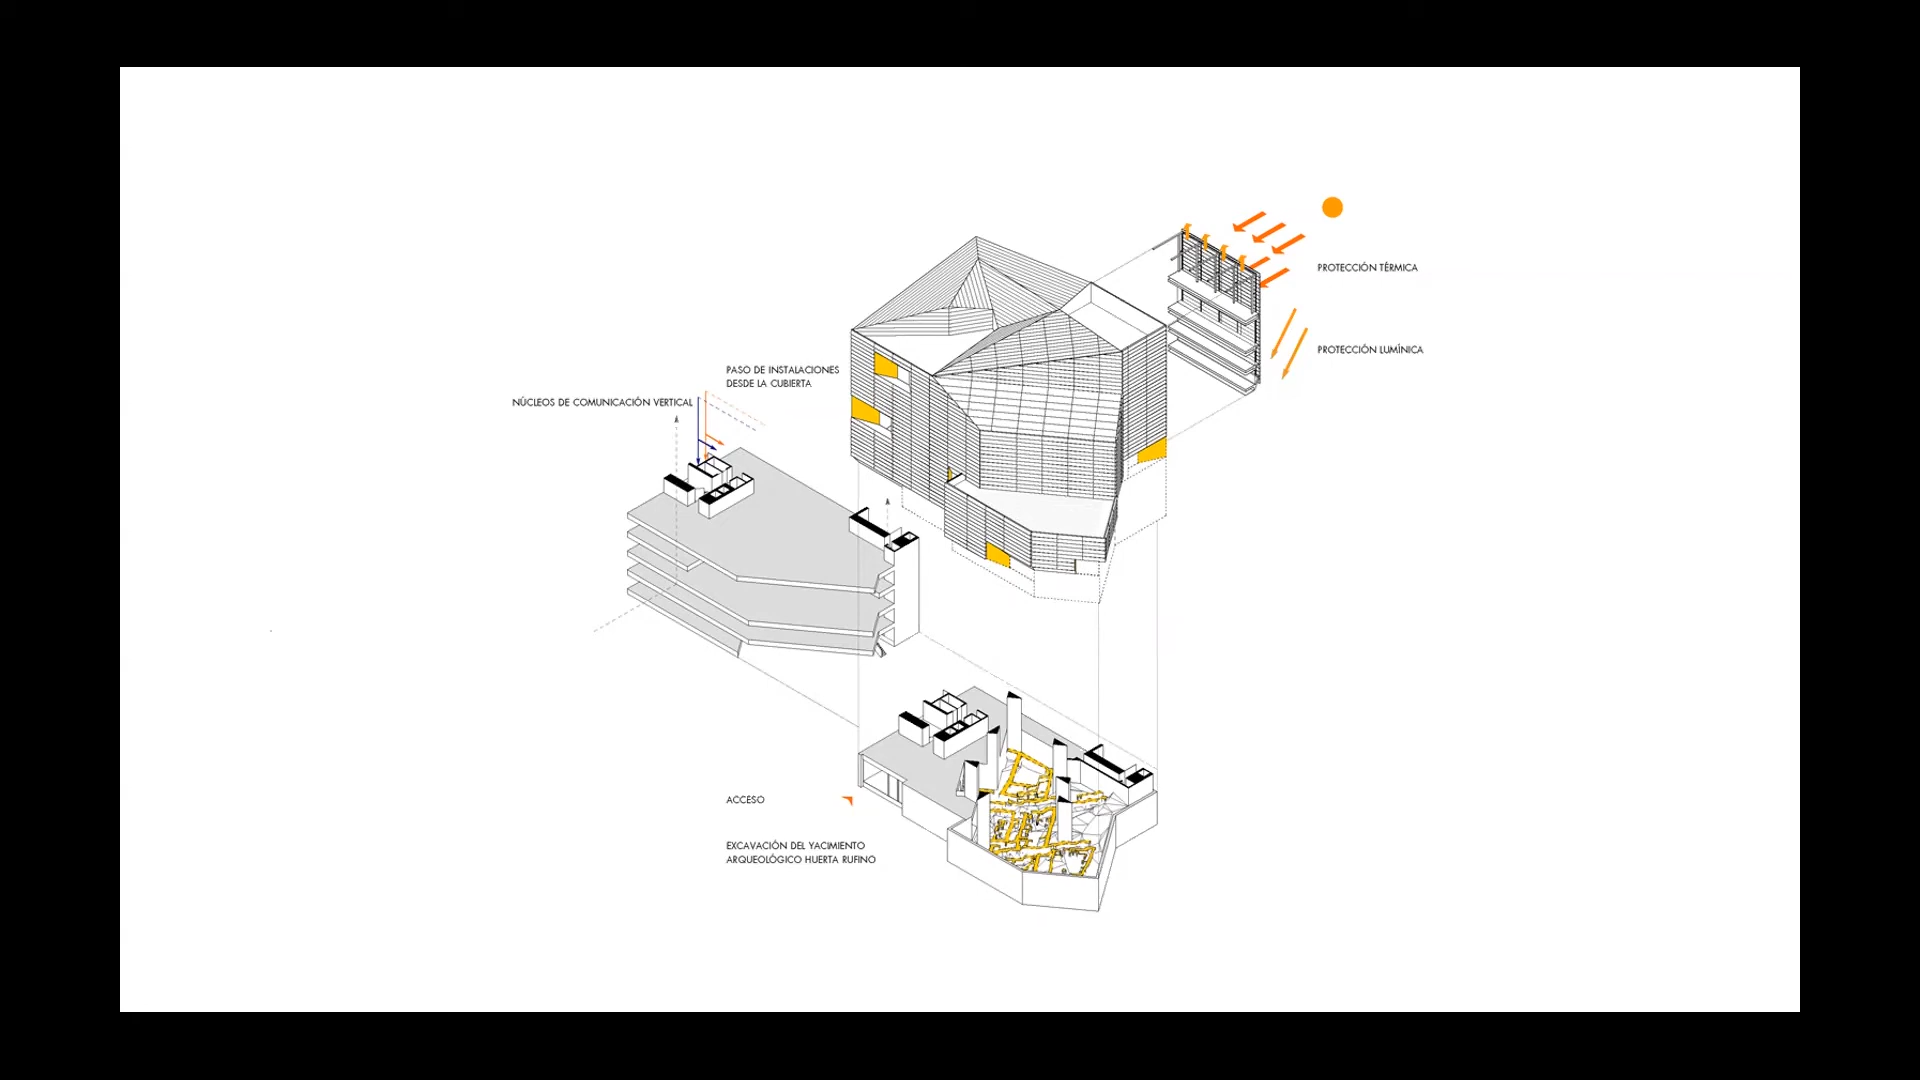 PROTECCIÓN TÉRMICA
PROTECCIÓN LUMÍNICA
PASO DE INSTALACIONES
DESDE LA CUBIERTA
NÚCLEOS DE COMUNICACIÓN VERTICAL
ACCESO
EXCAVACIÓN DEL YACIMIENTO
ARQUEOLÓGICO HUERTA RUFINO